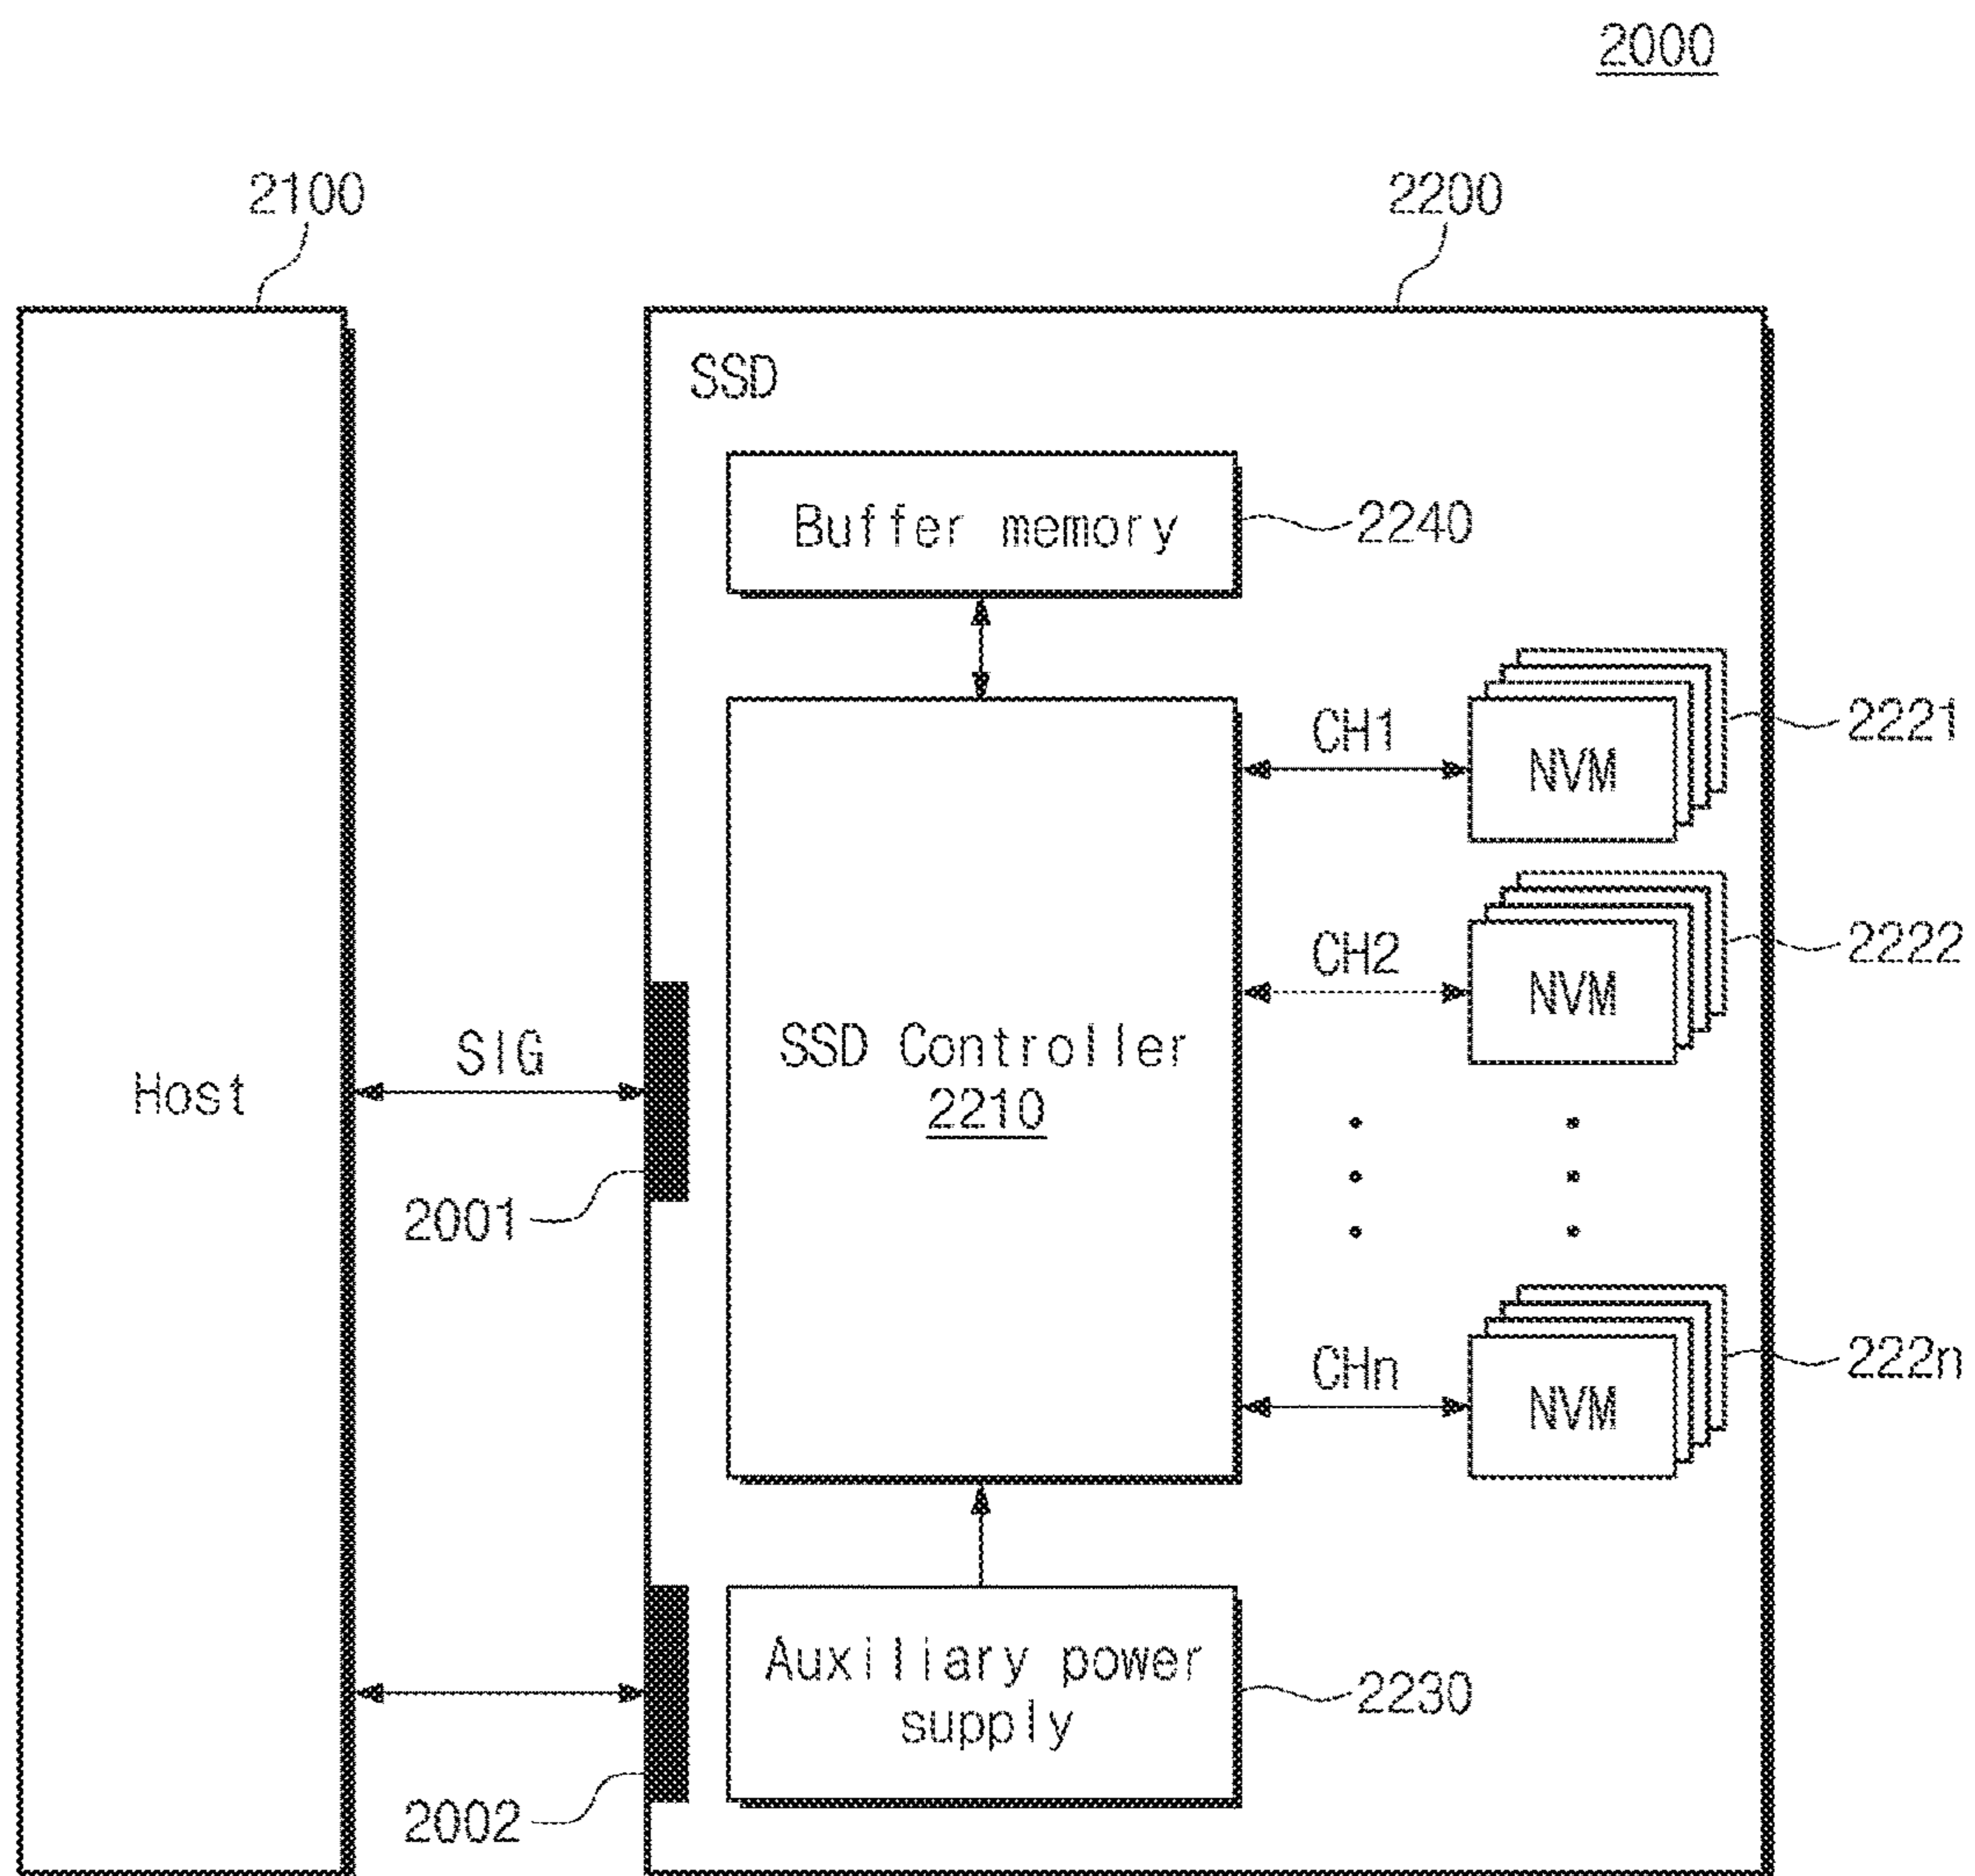 2000
2100
2200
SSD
Buffer memory
2240
CH1
NVM
2221
CH2
NVM
2222
SIG
Host
SSD Controller
2210
2001
CHn
NVM
222n
Auxiliary power
supply
2230
2002